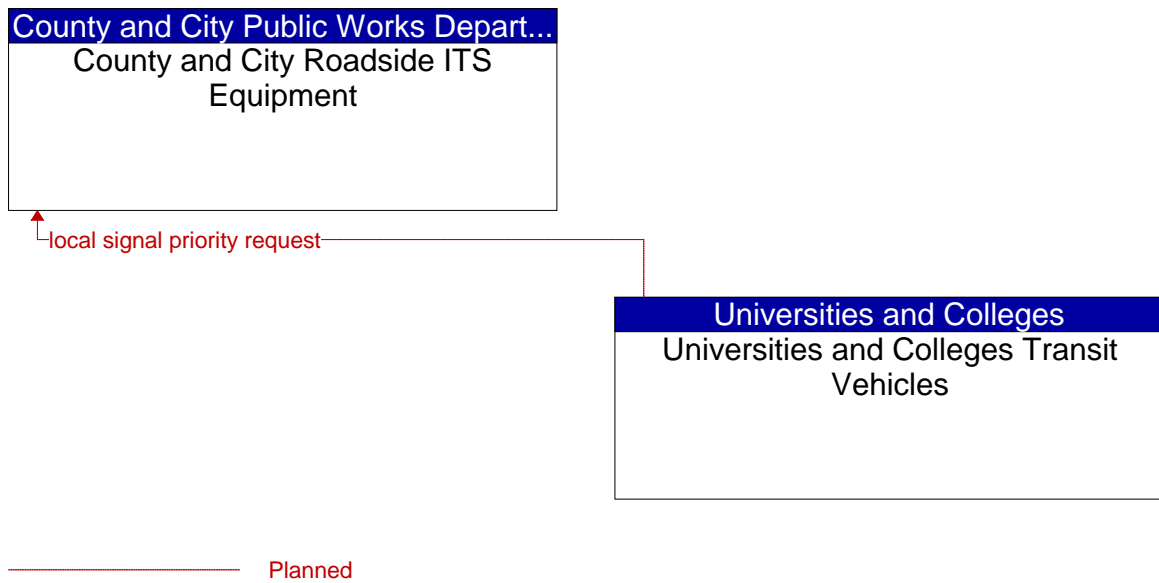 County and City Public Works Depart...
County and City Roadside ITS
Equipment
local signal priority request
Universities and Colleges
Universities and Colleges Transit
Vehicles
Planned